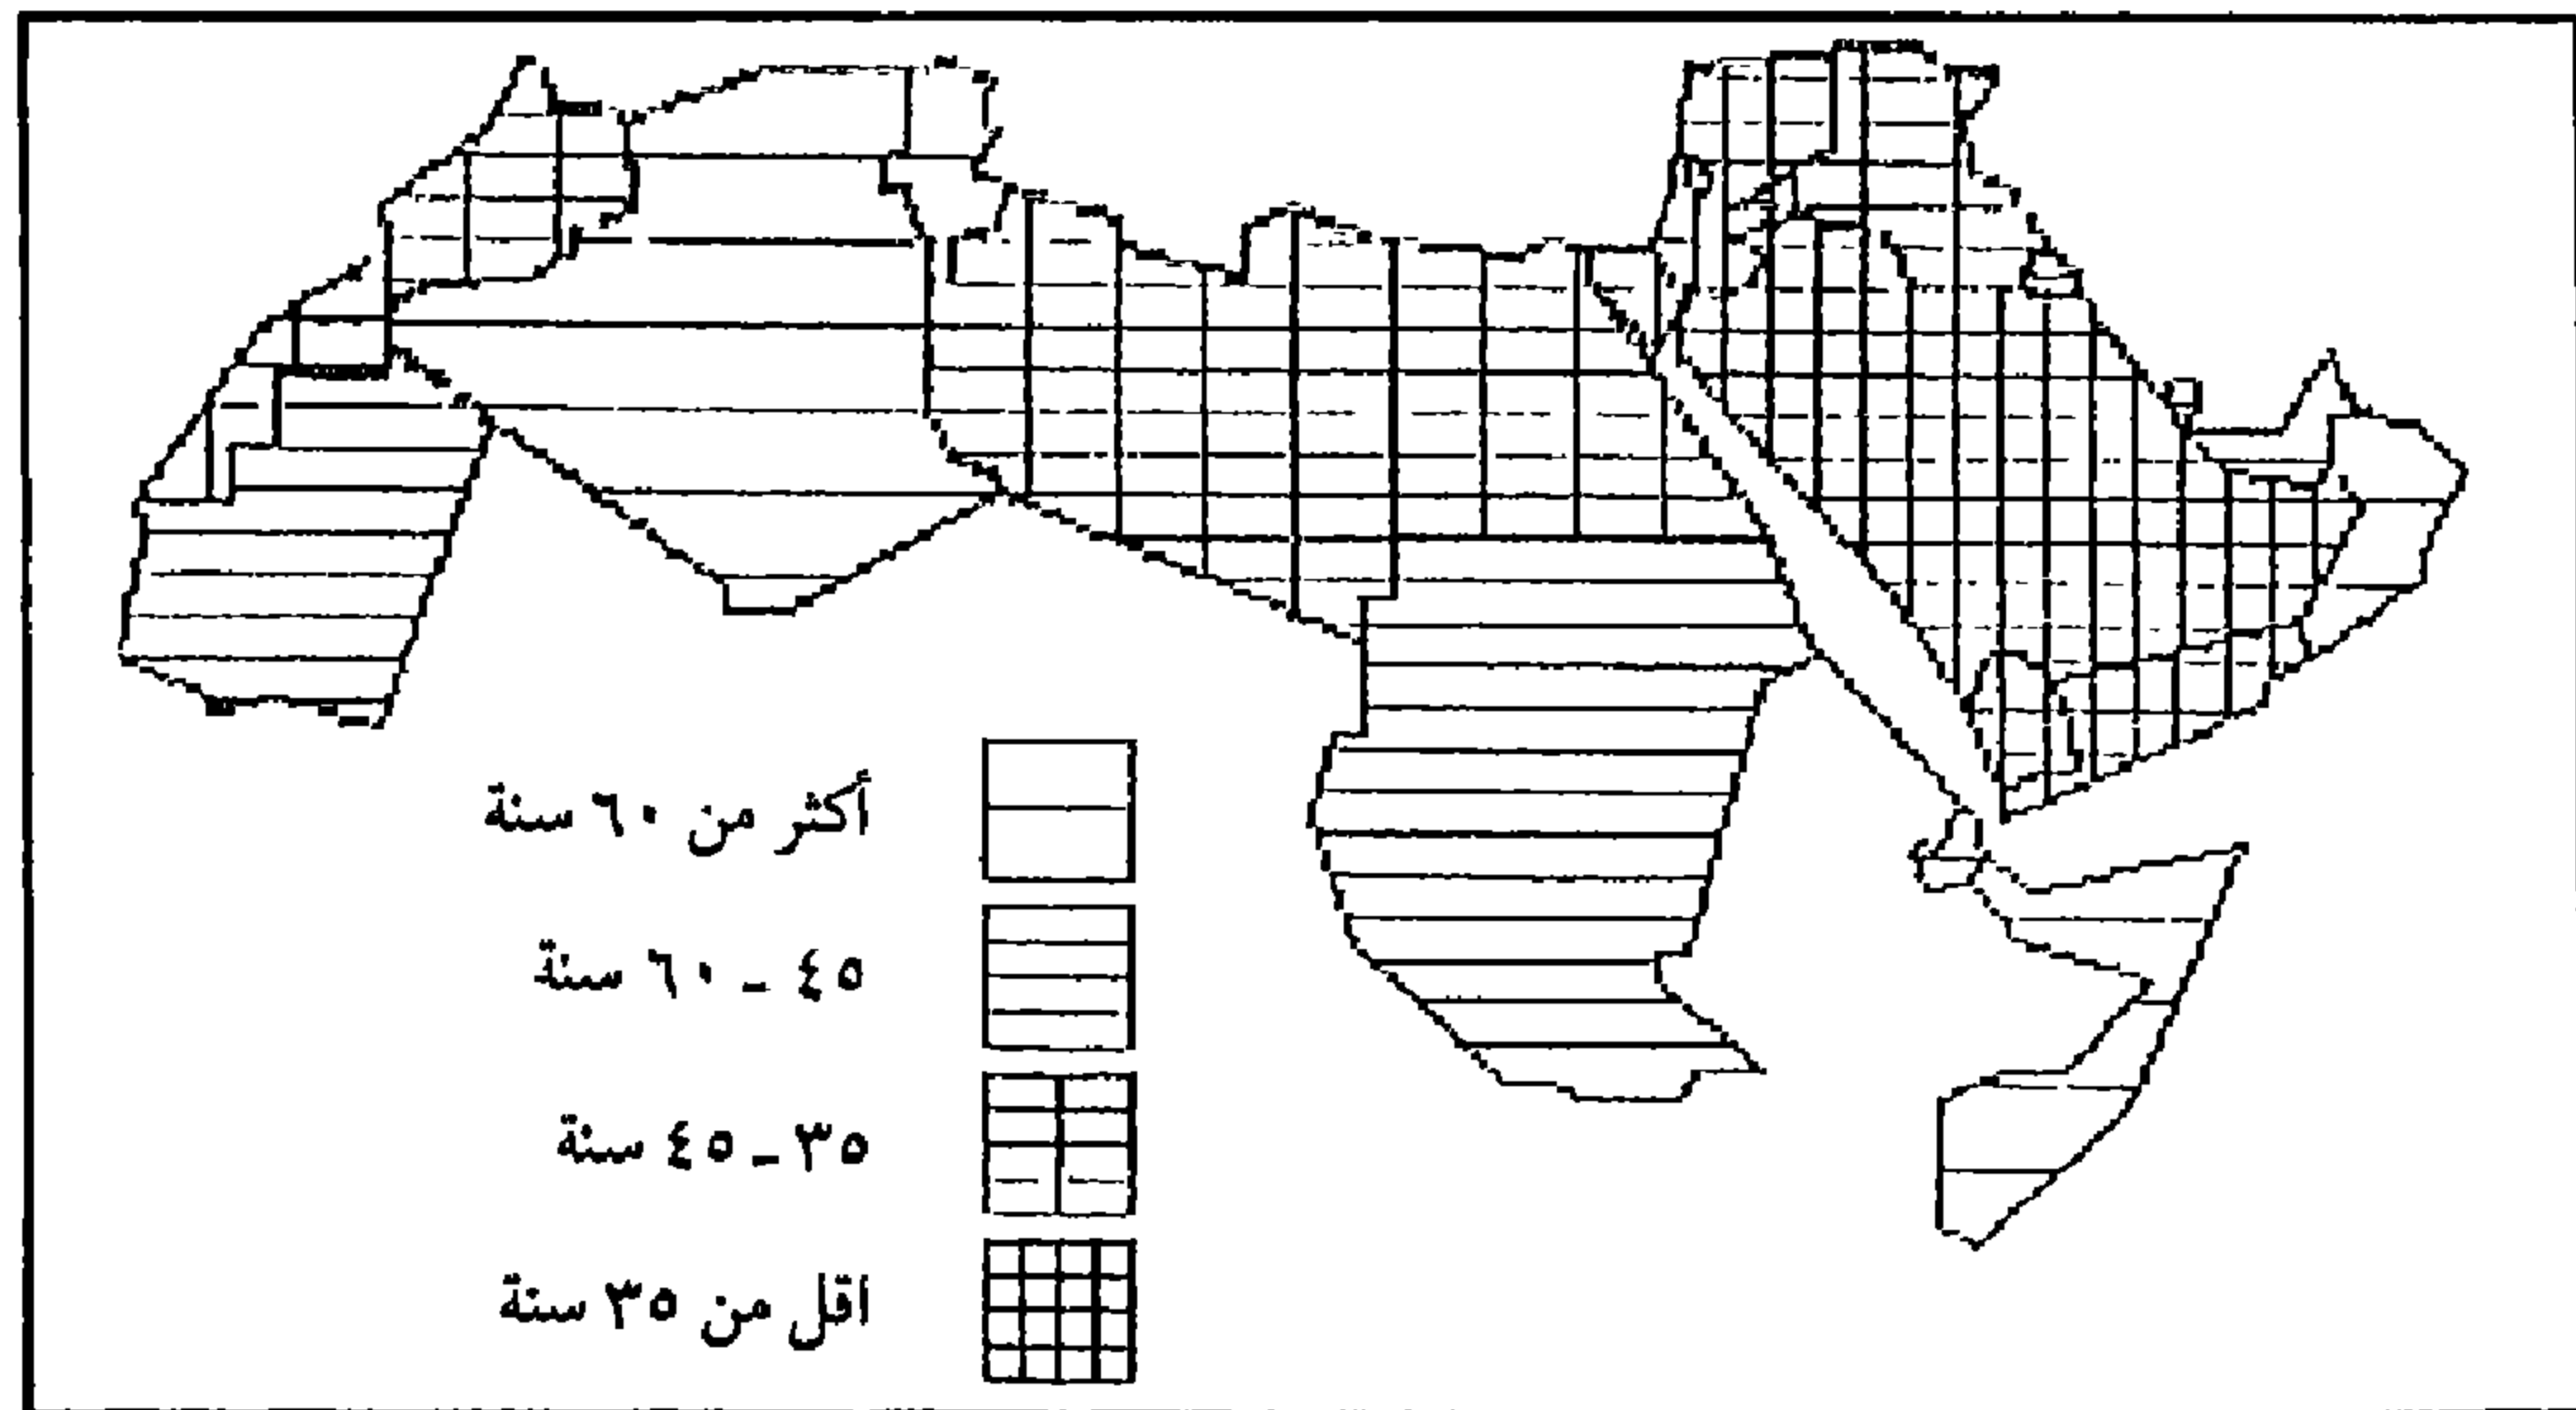 أكثر من ٦٠ سنة
٤٥ - ٦٠ سنة
٣٥ - ٤٥ سنة
اقل من ٣٥ سنة